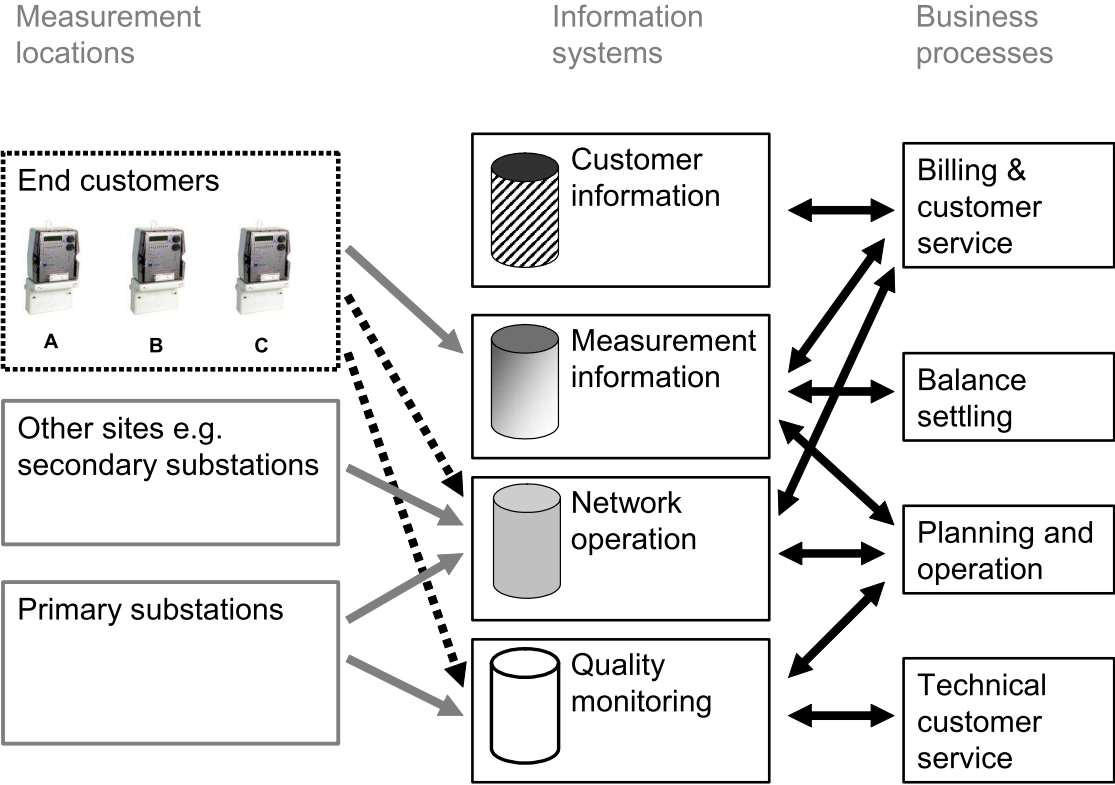 Measurement
locations
Information
systems
Business
processes
End customers
A
B
C
Other sites e.g.
secondary substations
Primary substations
Customer
information
Measurement
information
Network
operation
Quality
monitoring
Billing &
customer
service
Balance
settling
Planning and
operation
Technical
customer
service